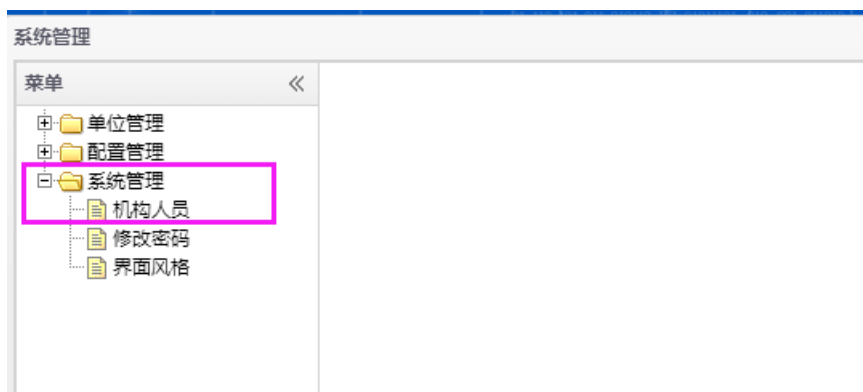 系统管理
菜单
单位管理
配置管理
系统管理
机构人员
修改密码
界面风格